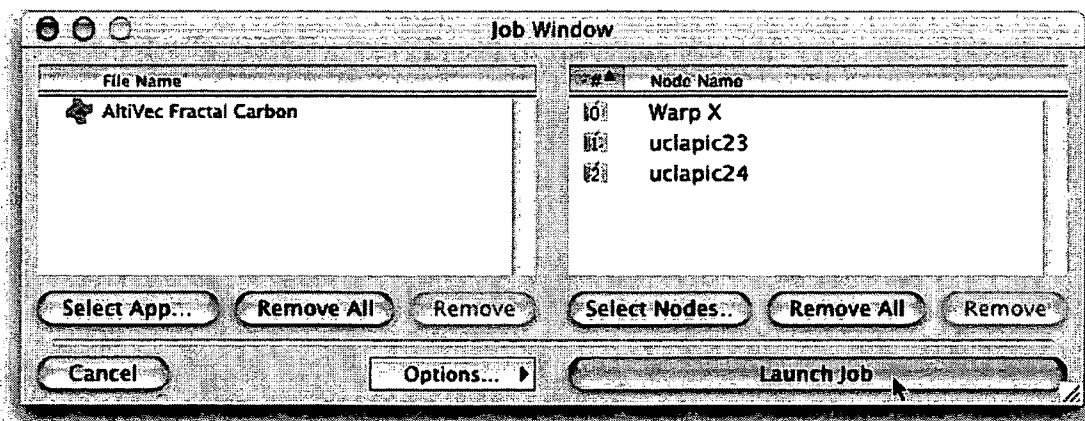 Job Window
File Name
AltiVec Fractal Carbon
# Node Name
0 Warp X
1 uclapic23
2 uclapic24
Select App... Remove All Remove Select Nodes.. Remove All Remove
Cancel Options... Launch Job